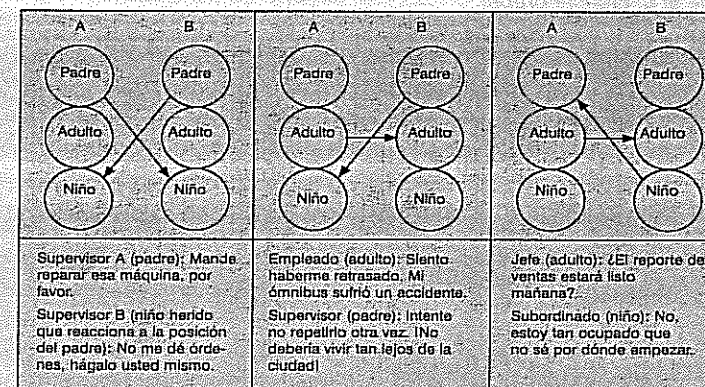 A B
Padre Padre
Adulto Adulto
Niño Niño
Supervisor A (padre): Mande
reparar esa máquina, por
favor.
Supervisor B (niño herido
que reacciona a la posición
del padre): No me dé órde-
nes, hágalo usted mismo.
A B
Padre Padre
Adulto Adulto
Niño Niño
Empleado (adulto): Siento
haberme retrasado. Mi
ómnibus sufrió un accidente.
Supervisor (padre): Intente
no repetirlo otra vez. ¡No
debería vivir tan lejos de la
ciudad!
A B
Padre Padre
Adulto Adulto
Niño Niño
Jefe (adulto): ¿El reporte de
ventas estará listo
mañana?
Subordinado (niño): No,
estoy tan ocupado que
no sé por dónde empezar.